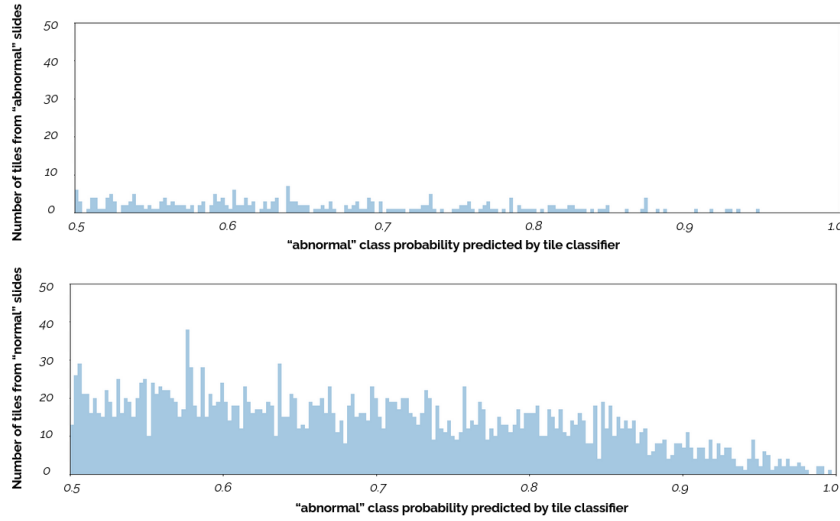 Number of tiles from “abnormal” slides
50
40
30
20
10
0
0.5 0.6 0.7 0.8 0.9 1.0
“abnormal” class probability predicted by tile classifier
Number of tiles from “normal” slides
50
40
30
20
10
0
0.5 0.6 0.7 0.8 0.9 1.0
“abnormal” class probability predicted by tile classifier